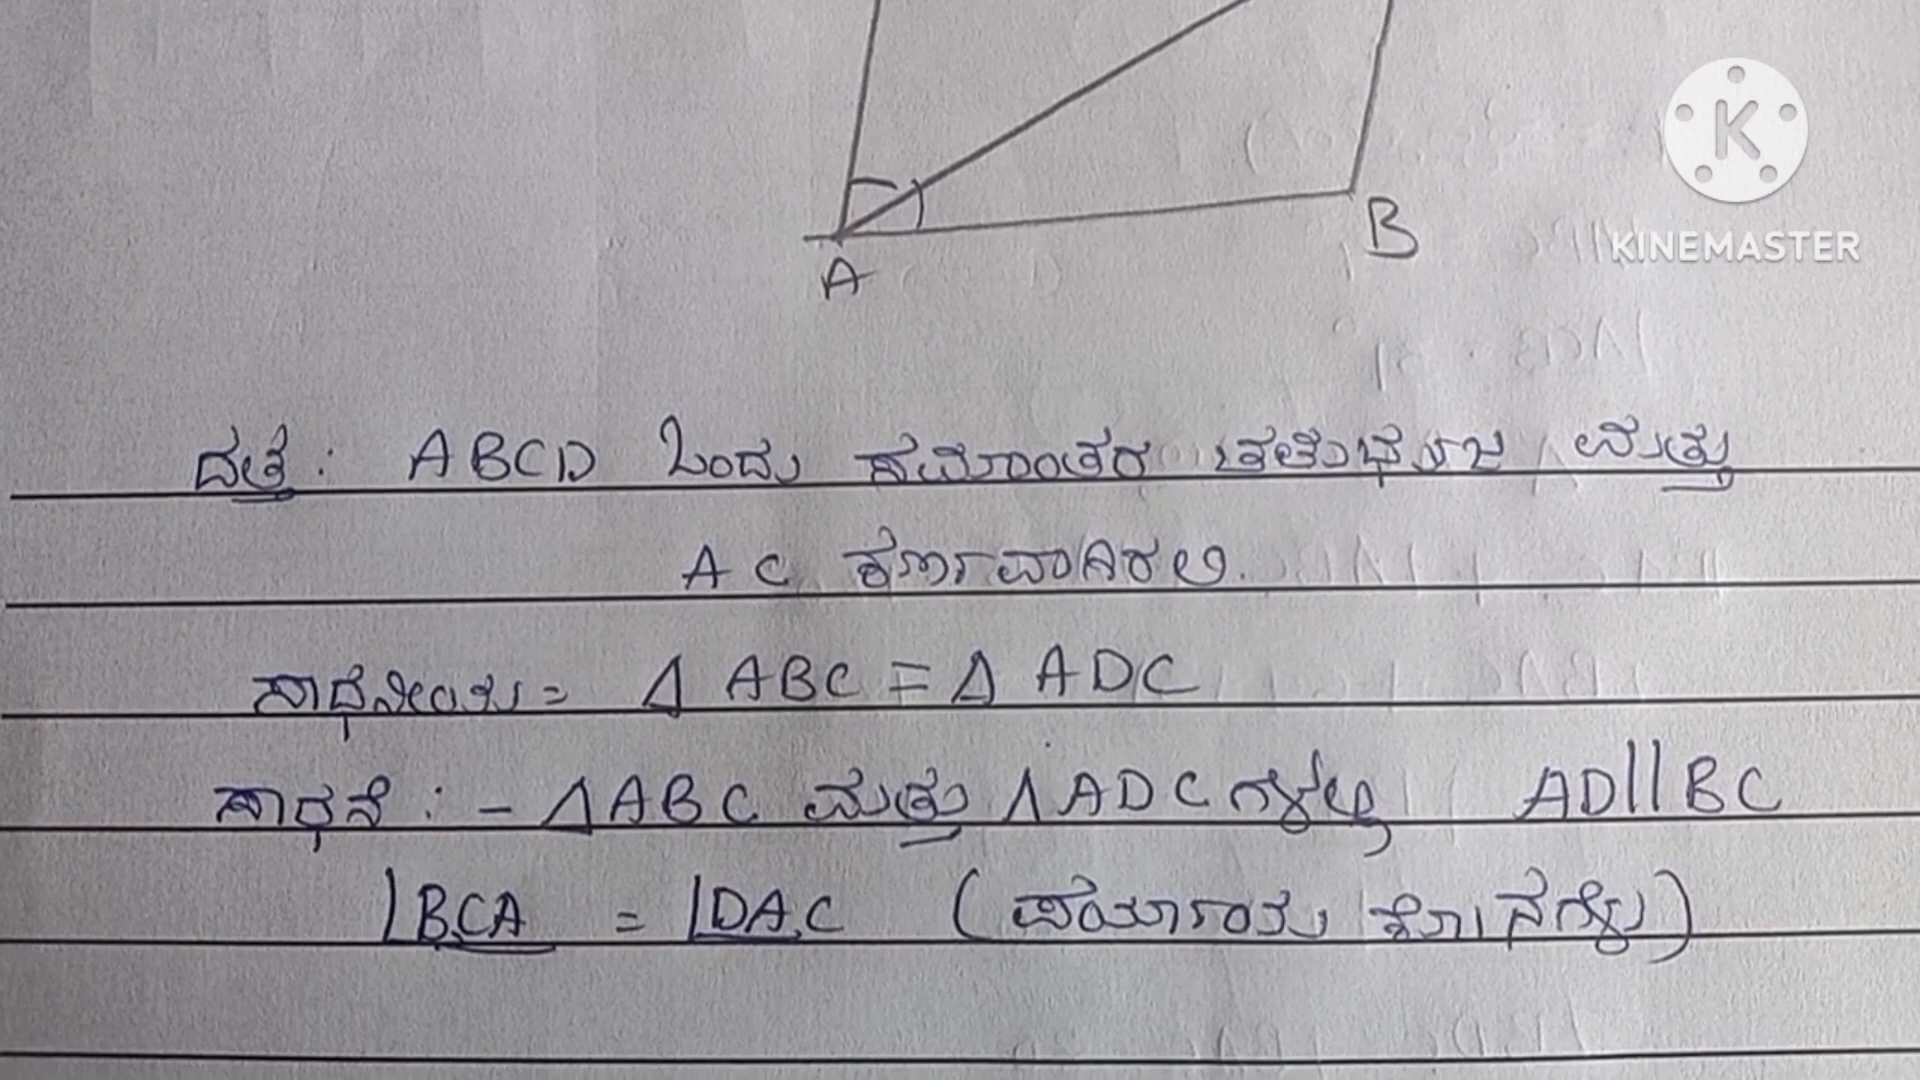 K
KINEMASTER
B
A
ದತ್ತ : ABCD ಒಂದು ಸಮಾಂತರ ಚತುರ್ಭುಜ ಮತ್ತು
AC ಕರ್ಣವಾಗಿರಲಿ.
ಸಾಧನೀಯ = Δ ABC = Δ ADC
ಸಾಧನೆ : - Δ ABC ಮತ್ತು Δ ADC ಗಳಲ್ಲಿ AD || BC
∠BCA = ∠DAC (ಪರ್ಯಾಯ ಕೋನಗಳು)